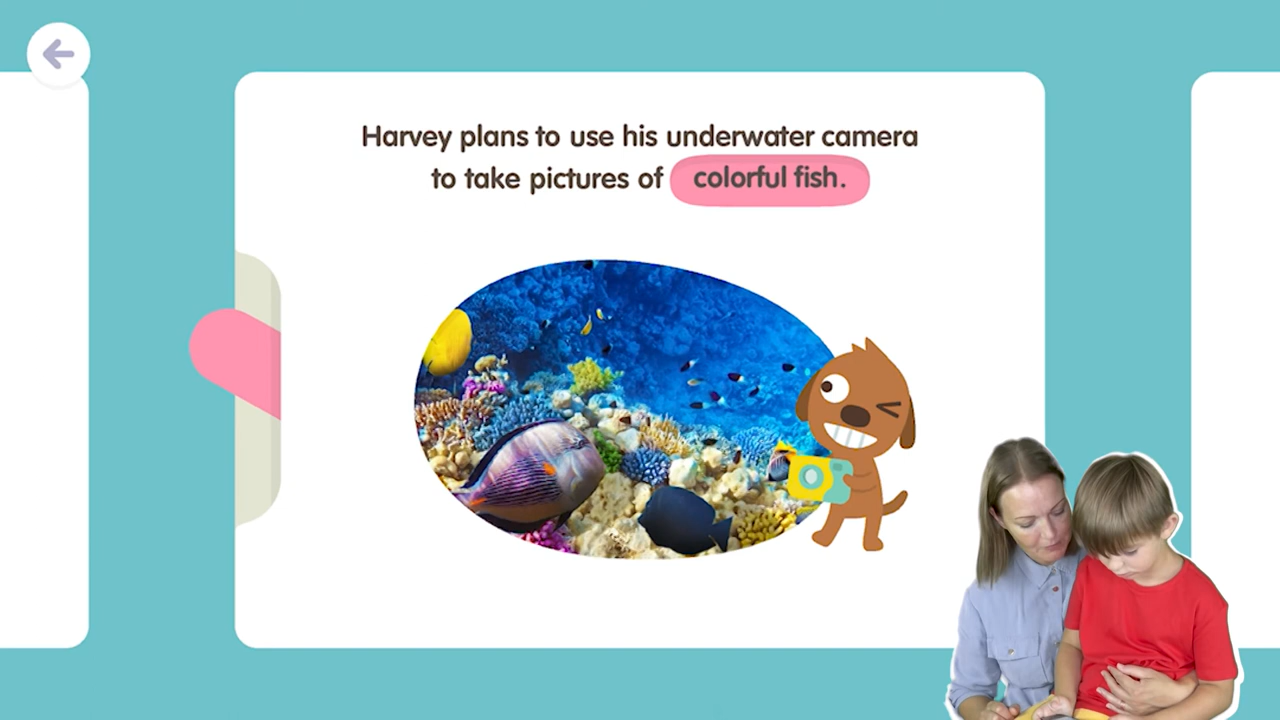 Harvey plans to use his underwater camera
to take pictures of colorful fish.